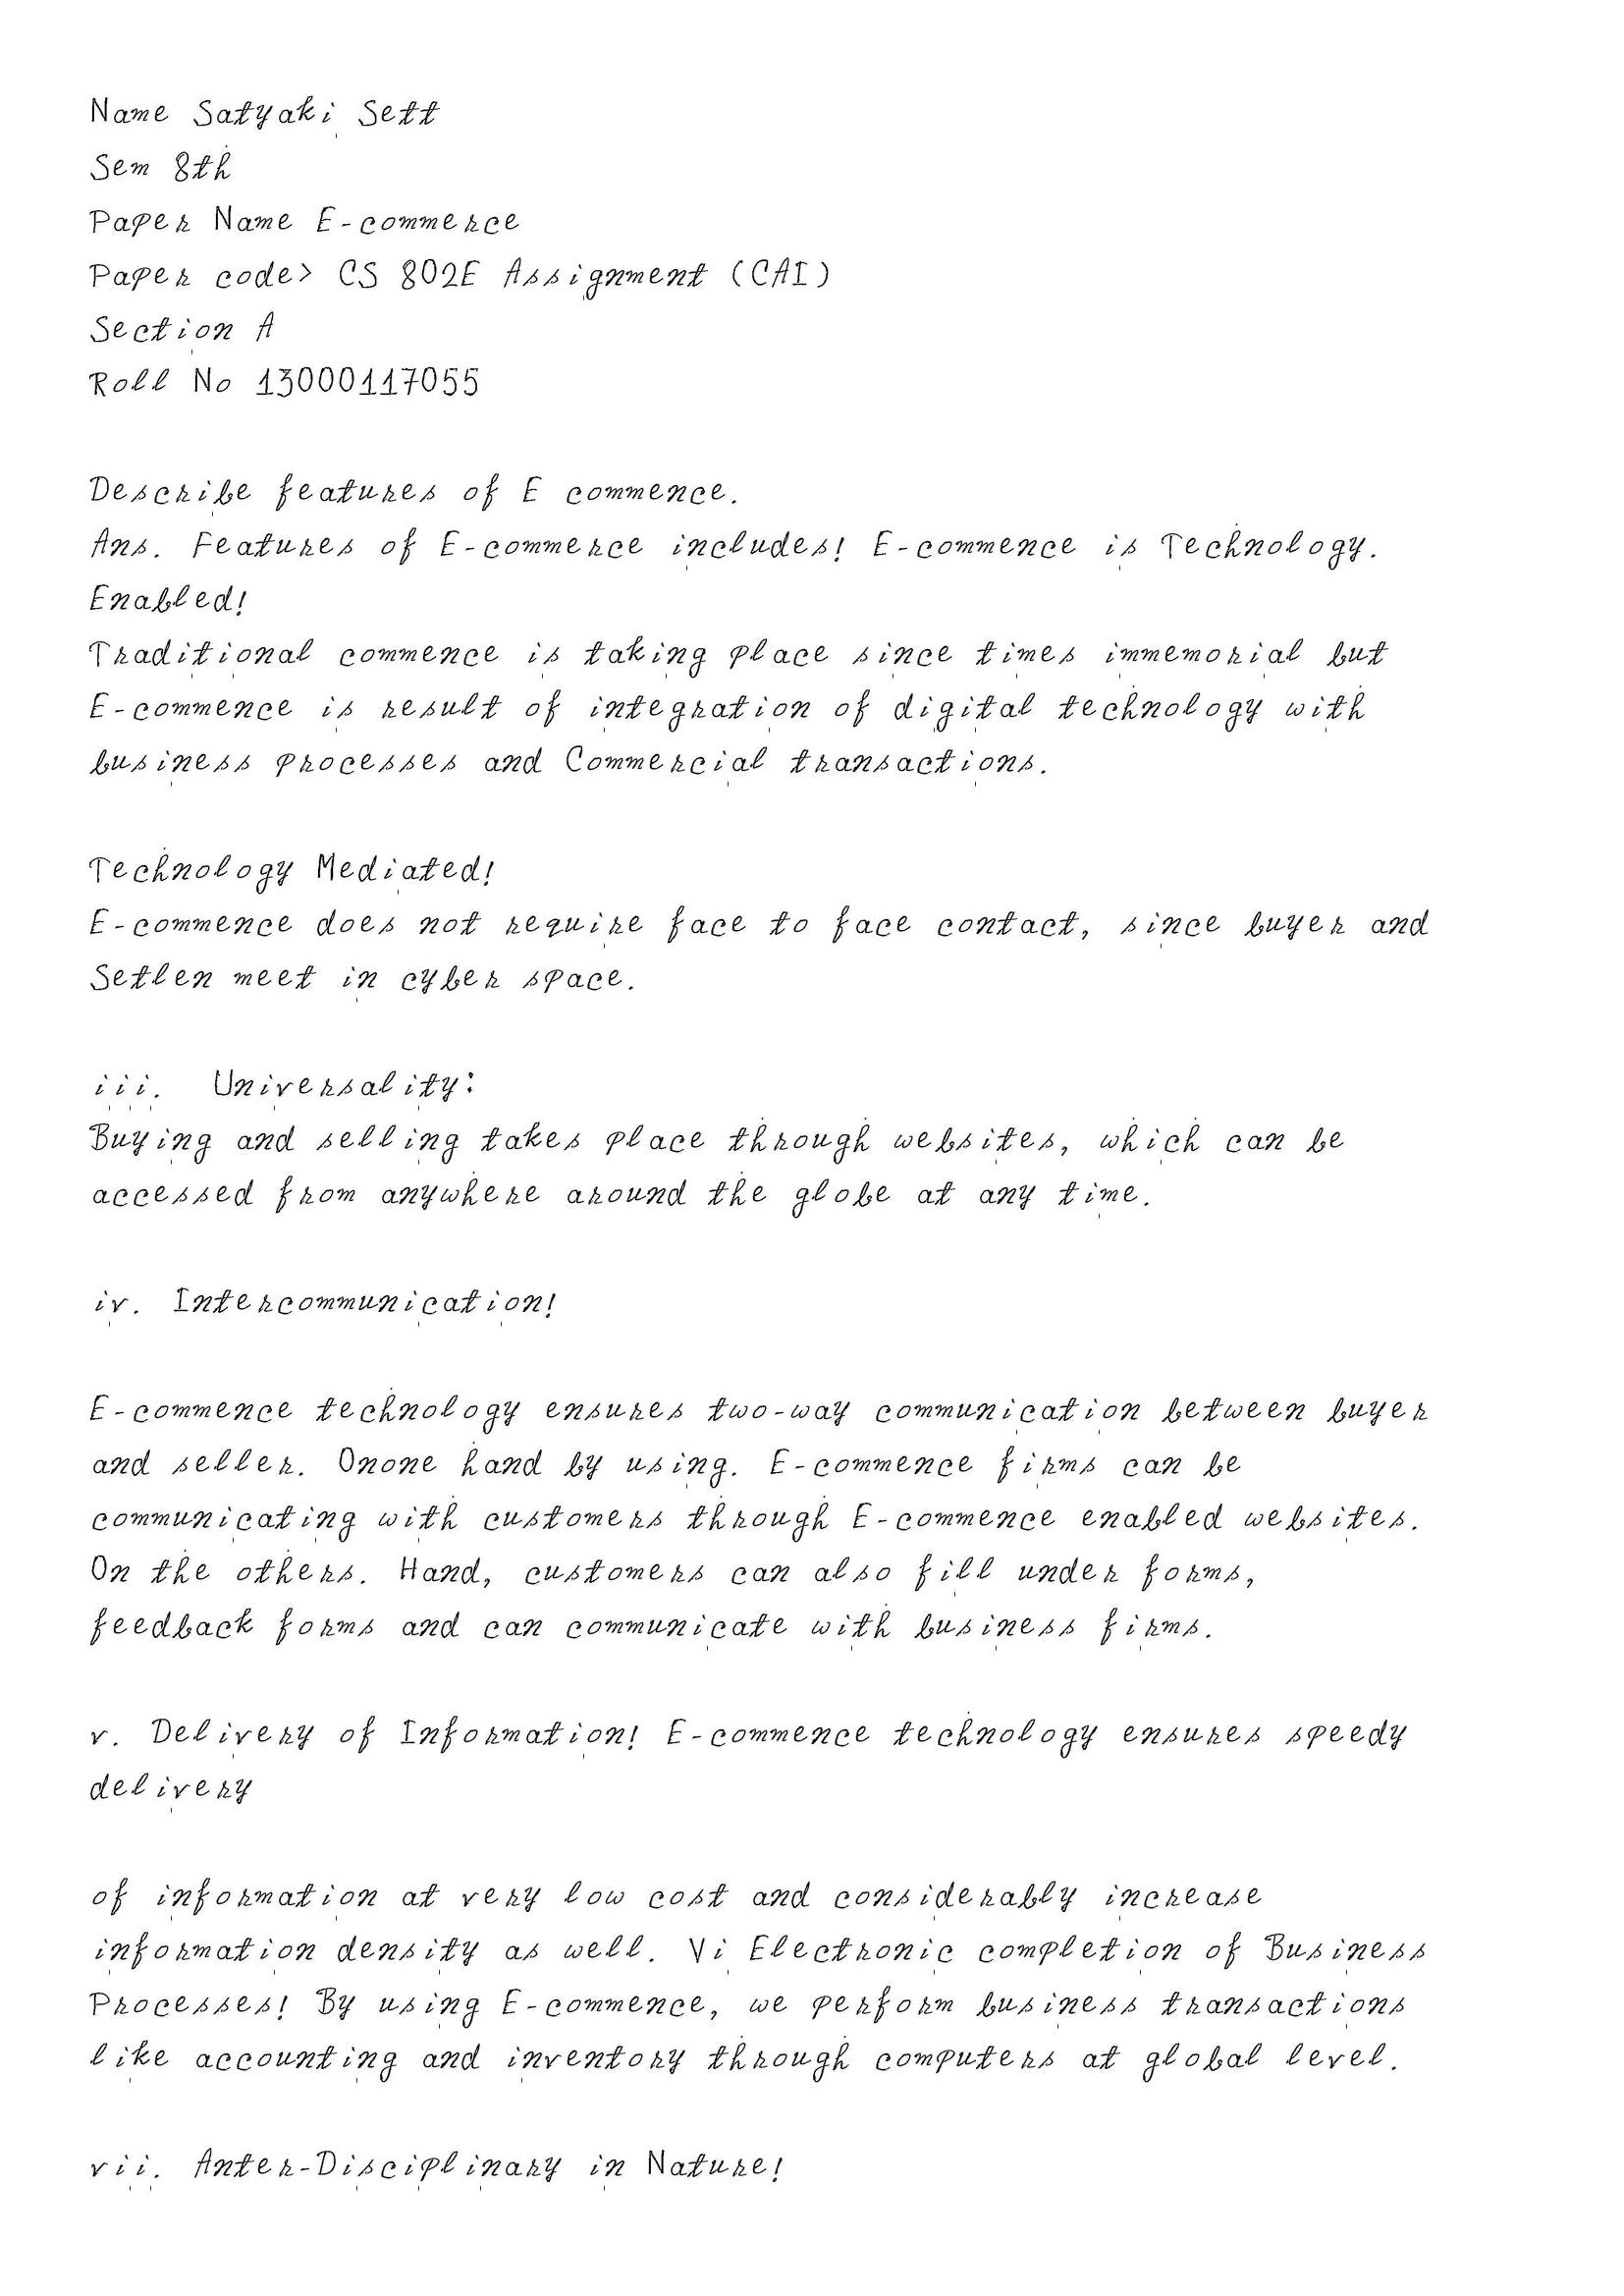 Name Satyaki Sett
Sem 8th
Paper Name E-commerce
Paper code> CS 802E Assignment (CAI)
Section A
Roll No 13000117055
Describe features of E commence.
Ans. Features of E-commerce includes! E-commence is Technology.
Enabled!
Traditional commence is taking place since times immemorial but
E-commence is result of integration of digital technology with
business processes and Commercial transactions.
Technology Mediated!
E-commence does not require face to face contact, since buyer and
Setlen meet in cyber space.
iii. Universality:
Buying and selling takes place through websites, which can be
accessed from anywhere around the globe at any time.
iv. Intercommunication!
E-commence technology ensures two-way communication between buyer
and seller. Onone hand by using. E-commence firms can be
communicating with customers through E-commence enabled websites.
On the others. Hand, customers can also fill under forms,
feedback forms and can communicate with business firms.
v. Delivery of Information! E-commence technology ensures speedy
delivery
of information at very low cost and considerably increase
information density as well. Vi Electronic completion of Business
Processes! By using E-commence, we perform business transactions
like accounting and inventory through computers at global level.
vii. Anter-Disciplinary in Nature!